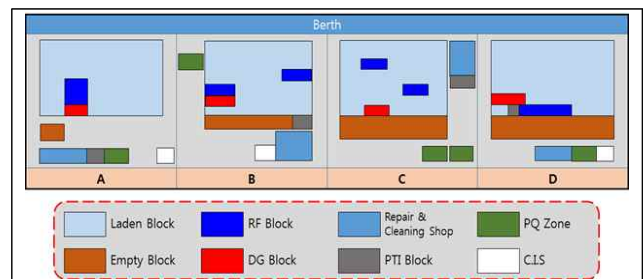 Berth
A B C D
Laden Block RF Block Repair & Cleaning Shop PQ Zone
Empty Block DG Block PTI Block C.I.S